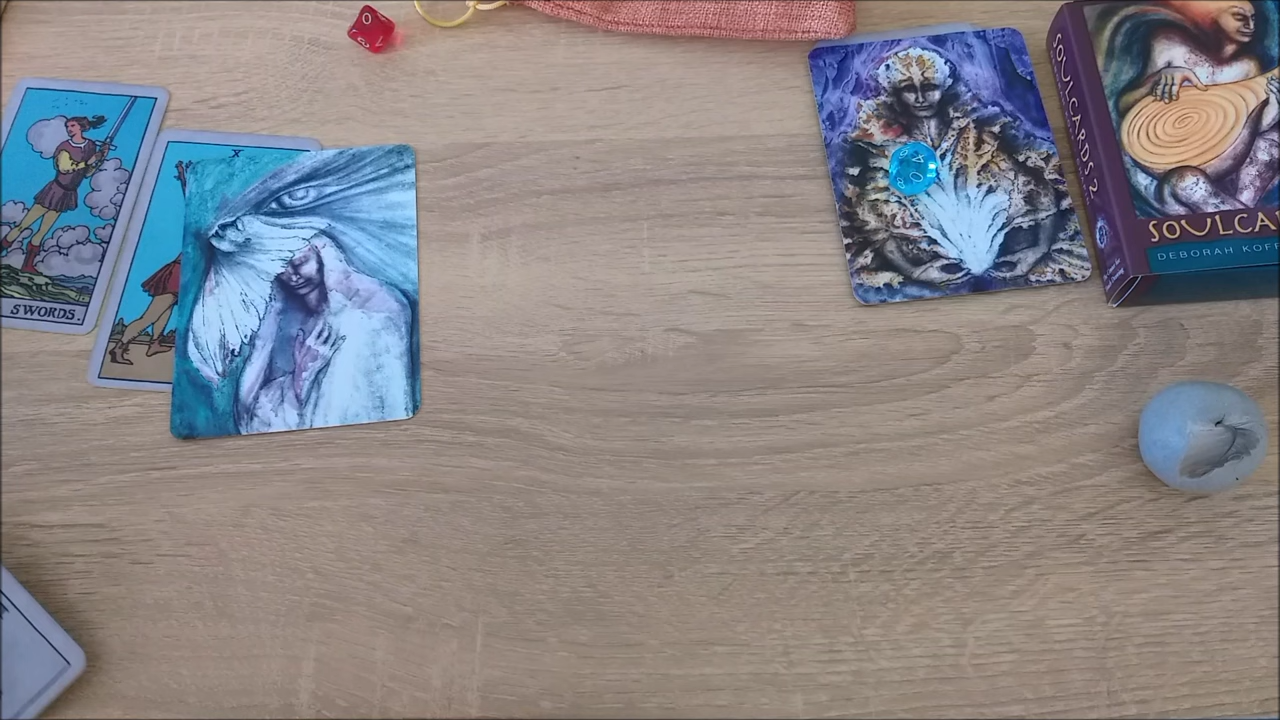 X
SWORDS.
SOULCARDS 2
SOULCA
DEBORAH KOFF